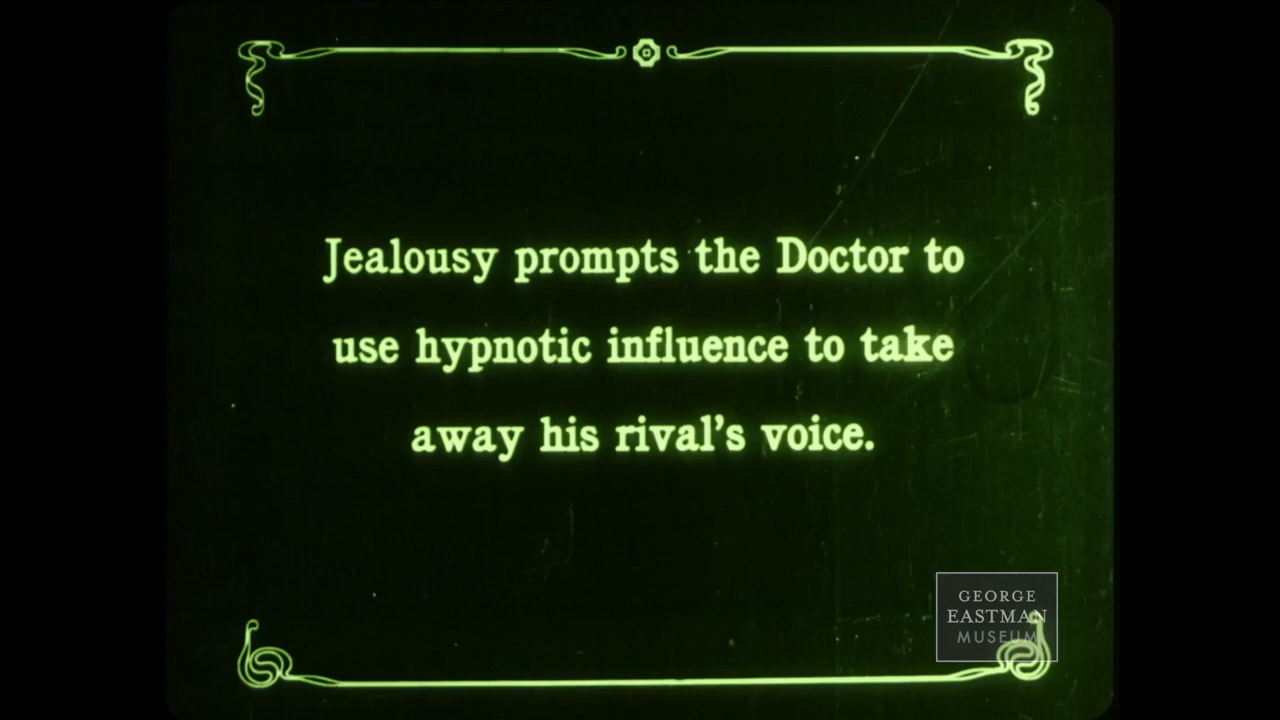 Jealousy prompts the Doctor to
use hypnotic influence to take
away his rival's voice.
GEORGE
EASTMAN
MUSEUM